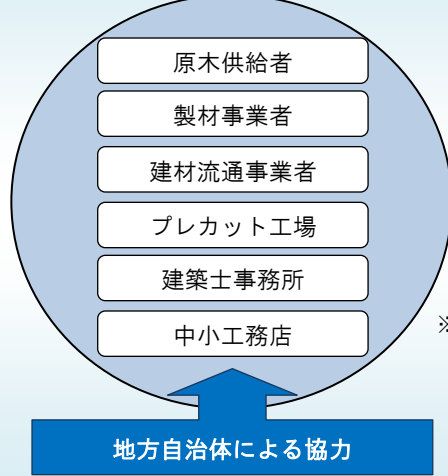 原木供給者
製材事業者
建材流通事業者
プレカット工場
建築士事務所
中小工務店
※
地方自治体による協力